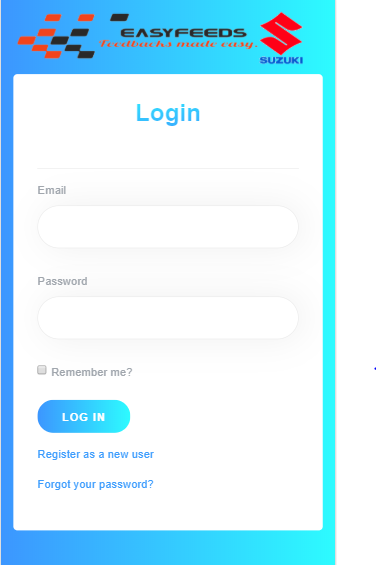 EASYFEEDS
Feedbacks made easy.
SUZUKI
Login
Email
Password
Remember me?
LOG IN
Register as a new user
Forgot your password?